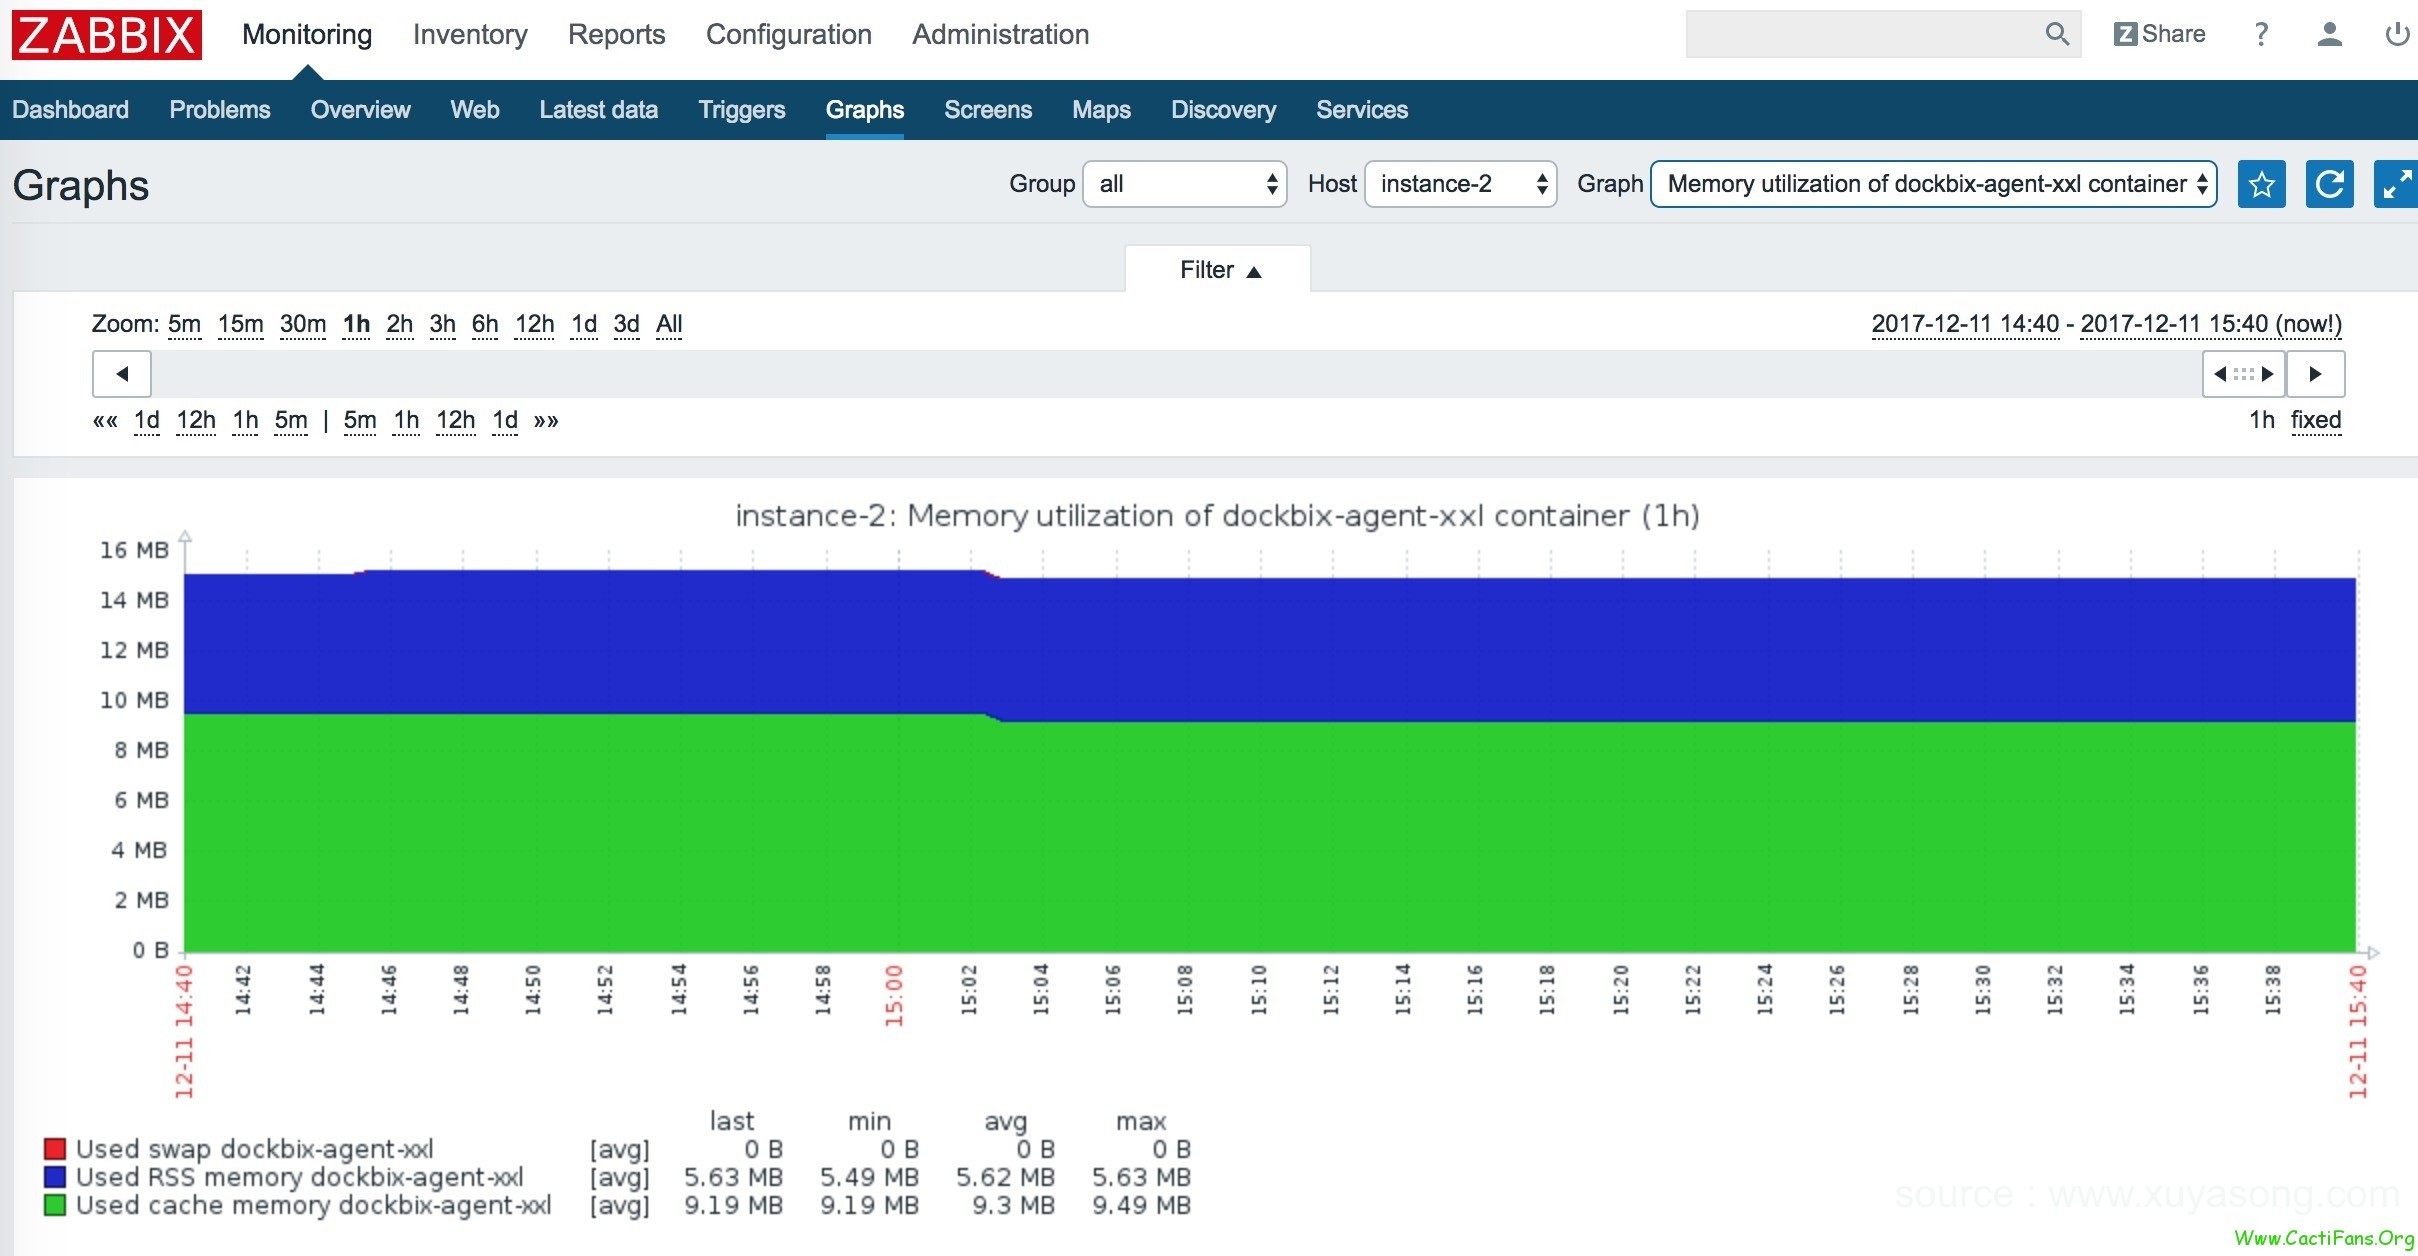 ZABBIX Monitoring Inventory Reports Configuration Administration Z Share ?
Dashboard Problems Overview Web Latest data Triggers Graphs Screens Maps Discovery Services
Graphs Group all Host instance-2 Graph Memory utilization of dockbix-agent-xxl container
Filter ▲
Zoom: 5m 15m 30m 1h 2h 3h 6h 12h 1d 3d All 2017-12-11 14:40 - 2017-12-11 15:40 (now!)
«« 1d 12h 1h 5m | 5m 1h 12h 1d »» 1h fixed
instance-2: Memory utilization of dockbix-agent-xxl container (1h)
16 MB
14 MB
12 MB
10 MB
8 MB
6 MB
4 MB
2 MB
0 B
12-11 14:40 14:42 14:44 14:46 14:48 14:50 14:52 14:54 14:56 14:58 15:00 15:02 15:04 15:06 15:08 15:10 15:12 15:14 15:16 15:18 15:20 15:22 15:24 15:26 15:28 15:30 15:32 15:34 15:36 15:38 12-11 15:40
last min avg max
Used swap dockbix-agent-xxl [avg] 0 B 0 B 0 B 0 B
Used RSS memory dockbix-agent-xxl [avg] 5.63 MB 5.49 MB 5.62 MB 5.63 MB
Used cache memory dockbix-agent-xxl [avg] 9.19 MB 9.19 MB 9.3 MB 9.49 MB
source : www.xuyasong.com
Www.CactiFans.Org